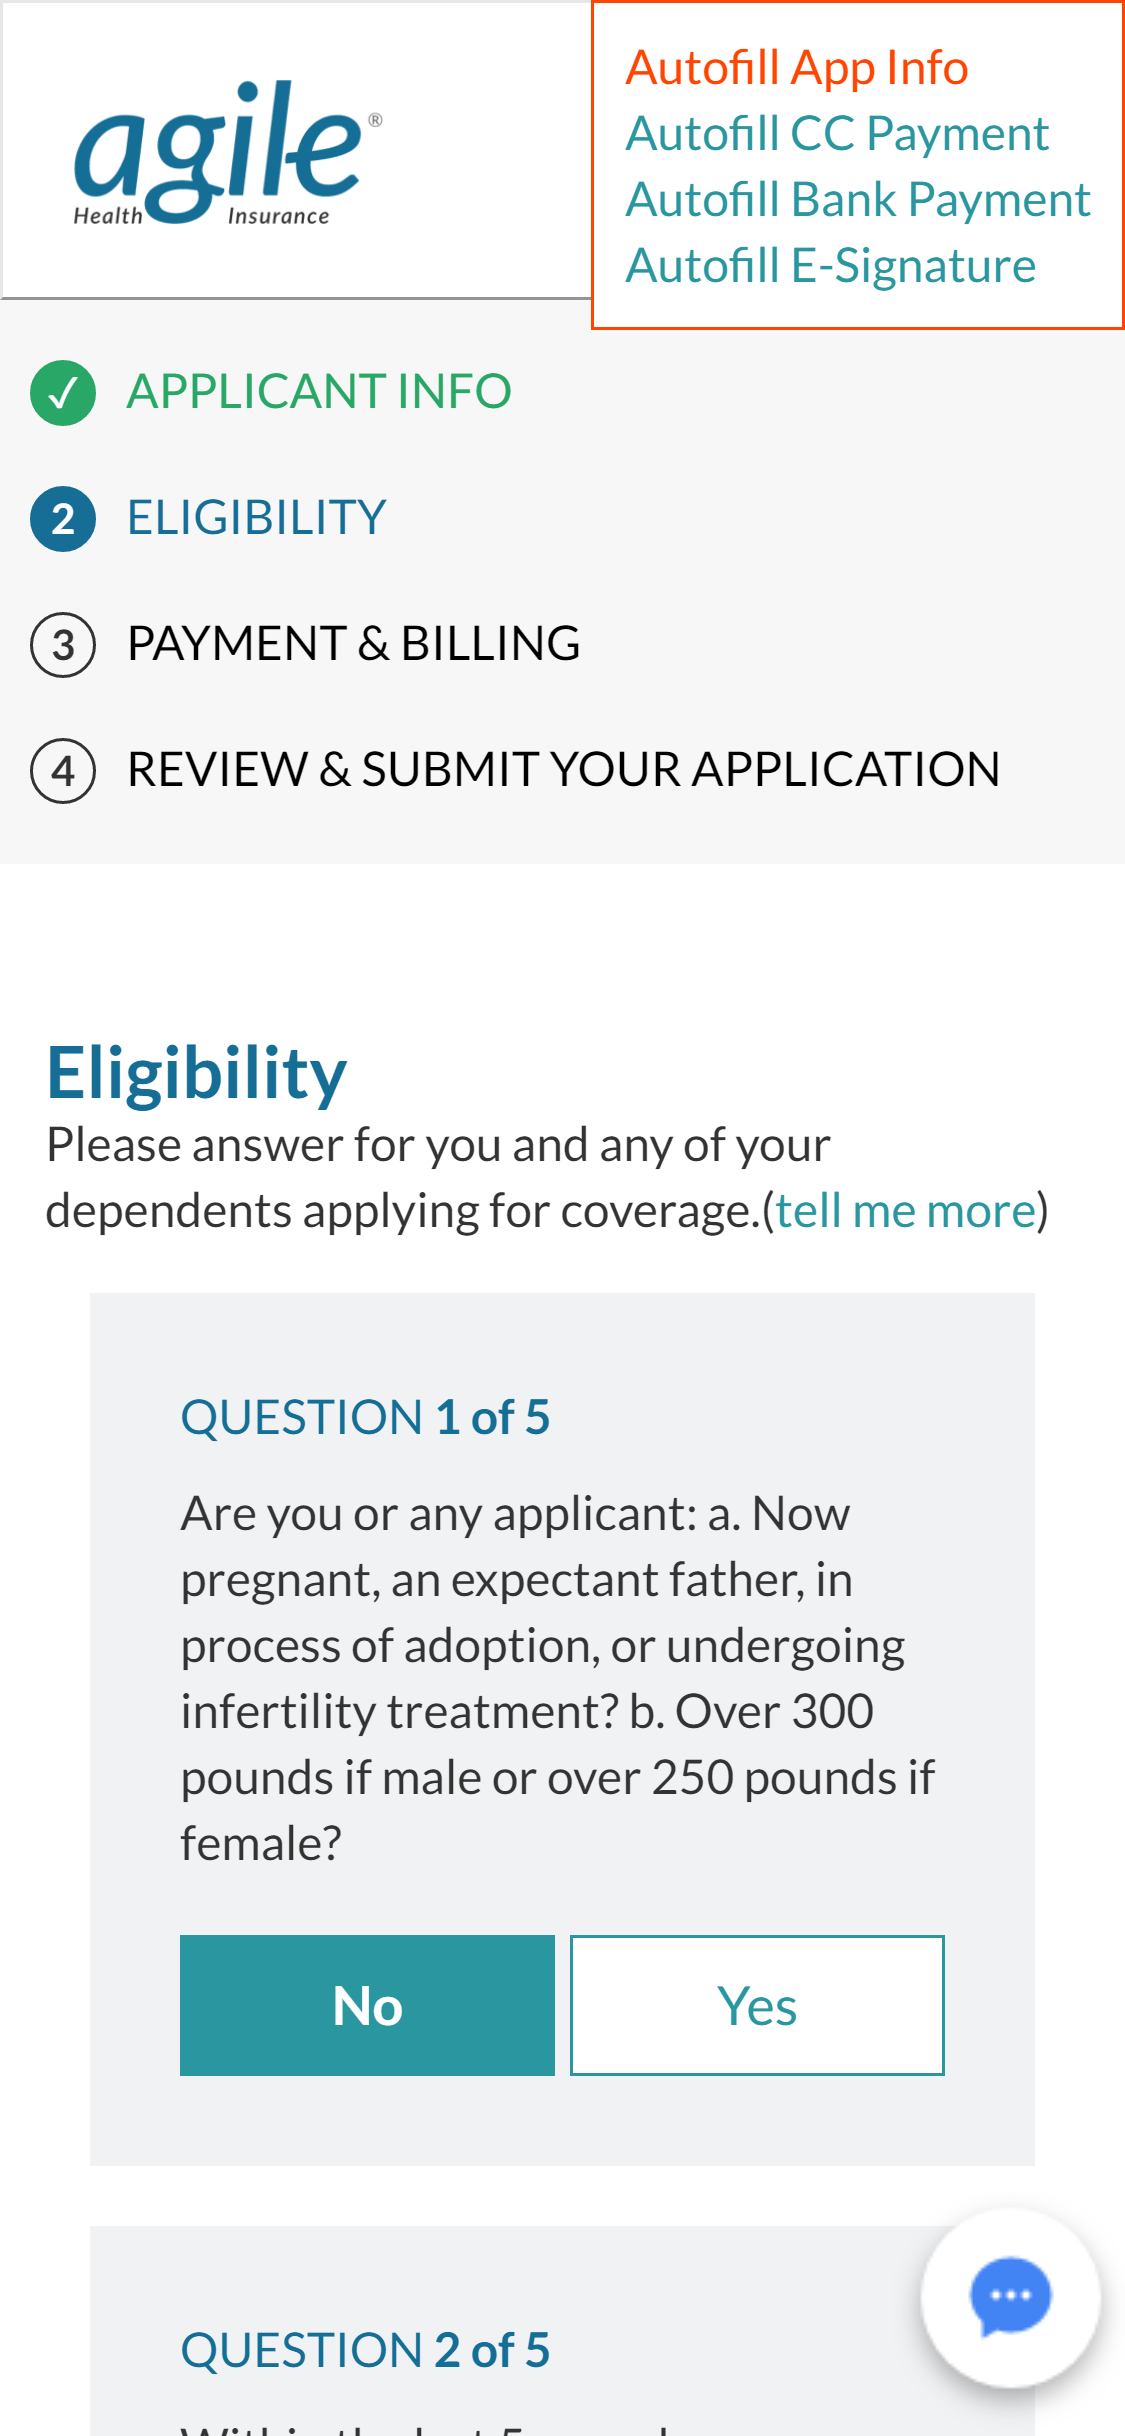 agile®
Health Insurance
Autofill App Info
Autofill CC Payment
Autofill Bank Payment
Autofill E-Signature
✓ APPLICANT INFO
2 ELIGIBILITY
3 PAYMENT & BILLING
4 REVIEW & SUBMIT YOUR APPLICATION
Eligibility
Please answer for you and any of your
dependents applying for coverage.(tell me more)
QUESTION 1 of 5
Are you or any applicant: a. Now
pregnant, an expectant father, in
process of adoption, or undergoing
infertility treatment? b. Over 300
pounds if male or over 250 pounds if
female?
No
Yes
QUESTION 2 of 5